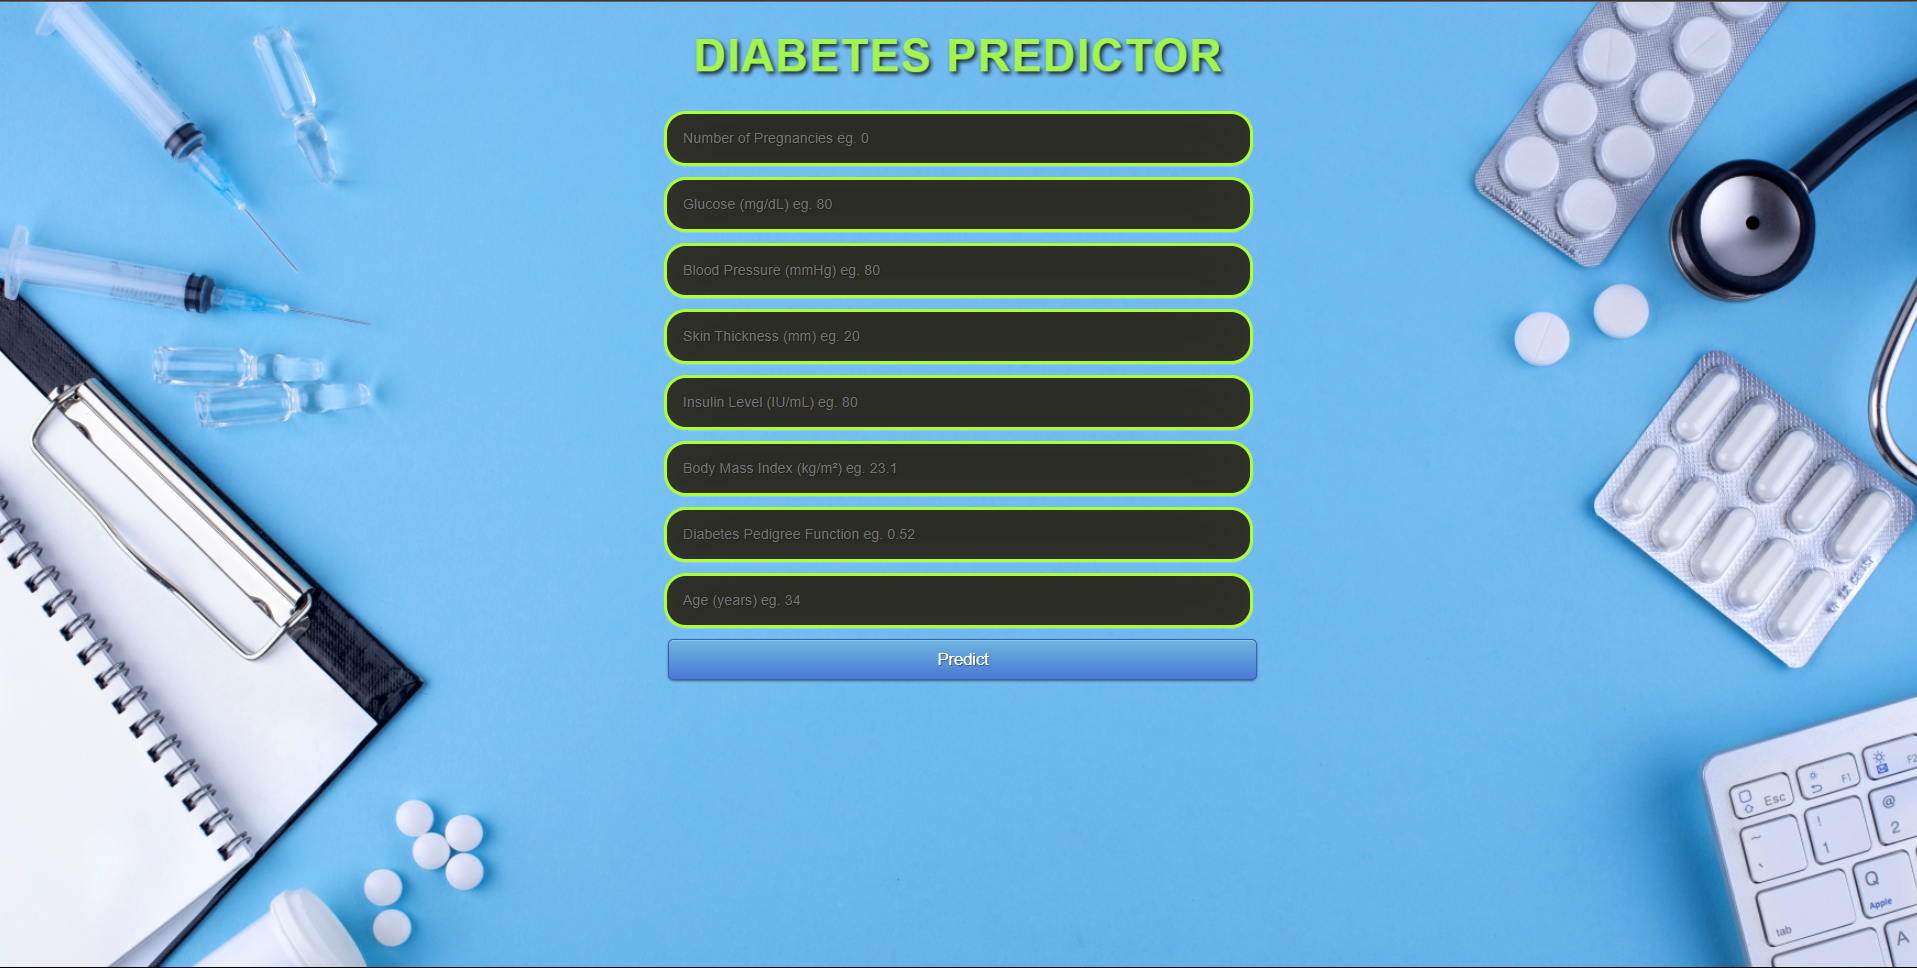 DIABETES PREDICTOR
Number of Pregnancies eg. 0
Glucose (mg/dL) eg. 80
Blood Pressure (mmHg) eg. 80
Skin Thickness (mm) eg. 20
Insulin Level (IU/mL) eg. 80
Body Mass Index (kg/m²) eg. 23.1
Diabetes Pedigree Function eg. 0.52
Age (years) eg. 34
Predict
Esc
F1
F2
~
!
1
@
2
Q
Apple
tab
A